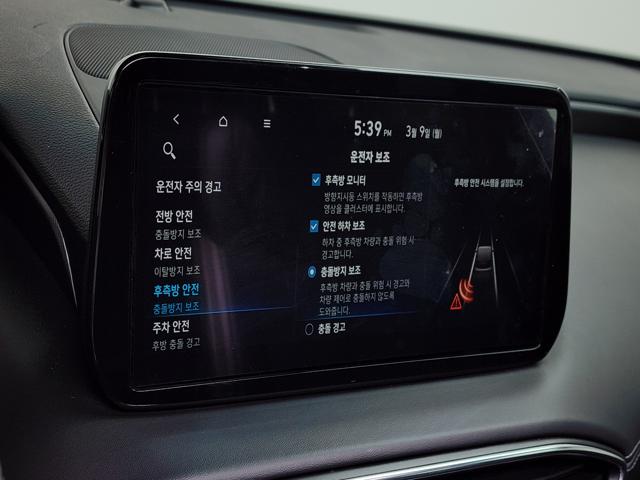 5:39 PM 3월 9일 (월)
운전자 보조
운전자 주의 경고
전방 안전
충돌방지 보조
차로 안전
이탈방지 보조
후측방 안전
충돌방지 보조
주차 안전
후방 충돌 경고
후측방 모니터
방향지시등 스위치를 작동하면 후측방
영상을 클러스터에 표시합니다.
안전 하차 보조
하차 중 후측방 차량과 충돌 위험 시
경고합니다.
충돌방지 보조
후측방 차량과 충돌 위험 시 경고와
차량 제어로 충돌하지 않도록
도와줍니다.
충돌 경고
후측방 안전 시스템을 설정합니다.